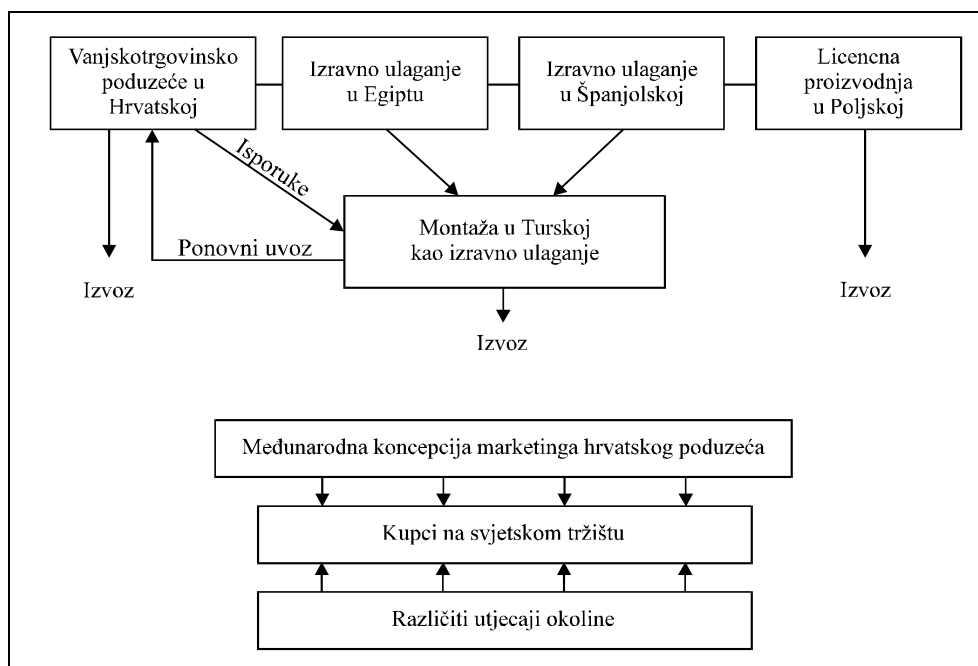 Vanjskotrgovinsko
poduzeće u
Hrvatskoj
Izravno ulaganje
u Egiptu
Izravno ulaganje
u Španjolskoj
Licencna
proizvodnja
u Poljskoj
Isporuke
Ponovni uvoz
Montaža u Turskoj
kao izravno ulaganje
Izvoz
Izvoz
Izvoz
Međunarodna koncepcija marketinga hrvatskog poduzeća
Kupci na svjetskom tržištu
Različiti utjecaji okoline